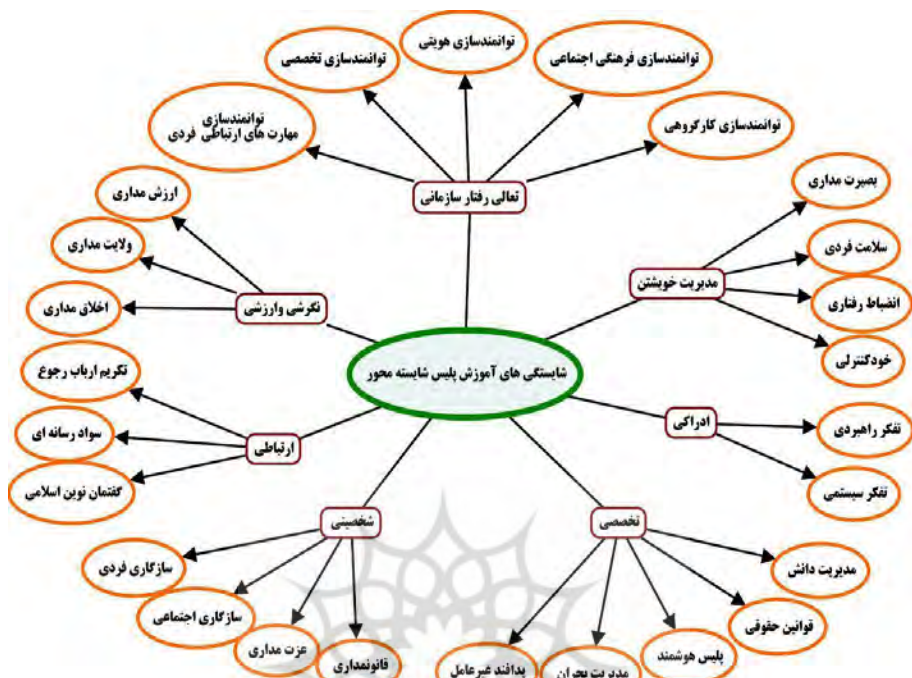 توانمندسازی هویتی
توانمندسازی فرهنگی اجتماعی
توانمندسازی تخصصی
توانمندسازی کارگروهی
توانمندسازی
مهارت های ارتباطی فردی
تعالی رفتار سازمانی
بصیرت مداری
سلامت فردی
انضباط رفتاری
خودکنترلی
مدیریت خویشتن
ارزش مداری
ولایت مداری
اخلاق مداری
نگرشی وارزشی
شایستگی های آموزش پلیس شایسته محور
تکریم ارباب رجوع
سواد رسانه ای
گفتمان نوین اسلامی
ارتباطی
ادراکی
تفکر راهبردی
تفکر سیستمی
شخصیتی
سازگاری فردی
سازگاری اجتماعی
عزت مداری
قانونمداری
تخصصی
مدیریت دانش
قوانین حقوقی
پلیس هوشمند
مدیریت بحران
پدافند غیرعامل